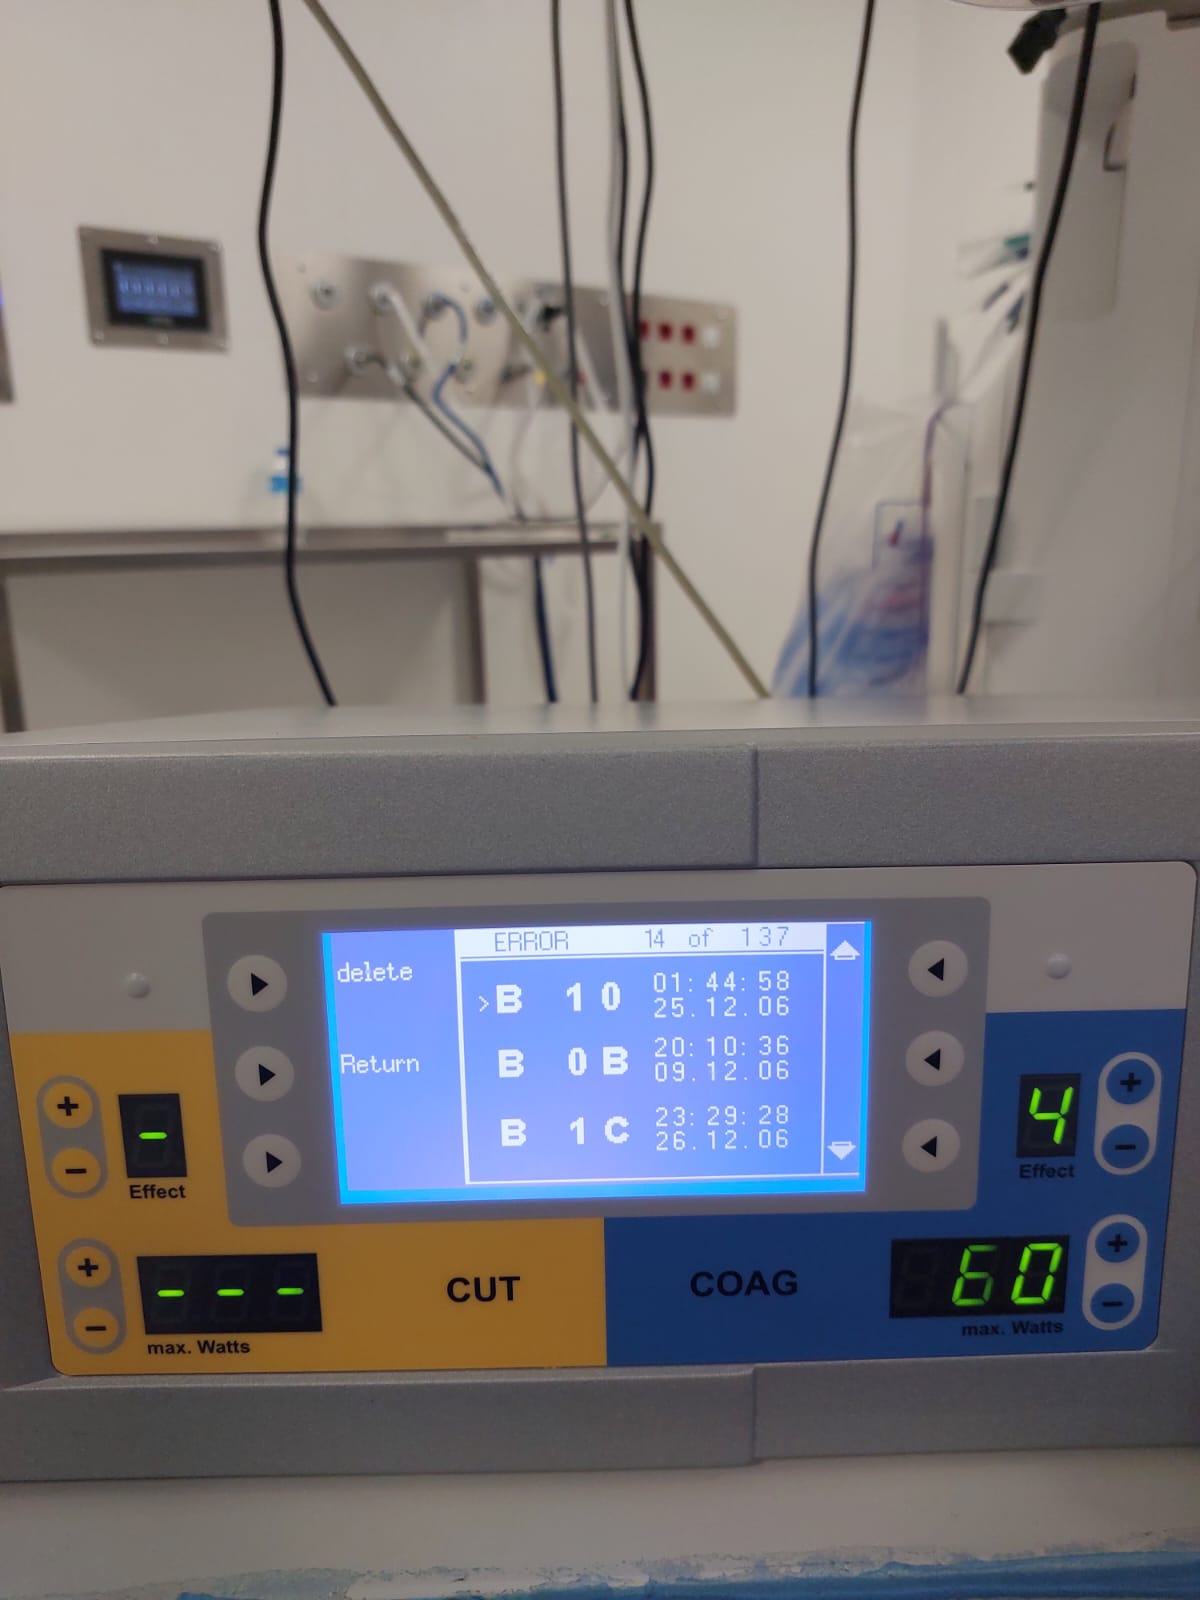 ERROR 14 of 137
delete
>B 10 01:44:58
25.12.06
Return
B 0B 20:10:36
09.12.06
B 1C 23:29:28
26.12.06
+
-
−
Effect
4
+
−
Effect
+
- - -
−
max. Watts
CUT
COAG
60
+
−
max. Watts